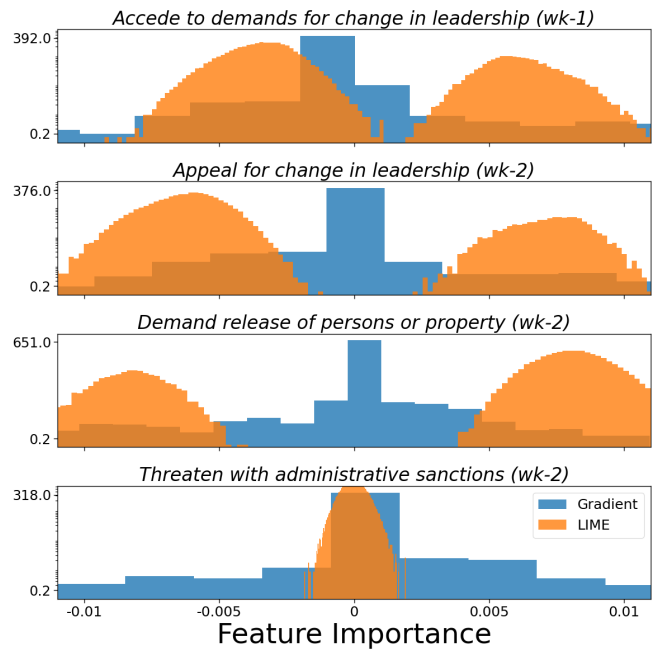 Accede to demands for change in leadership (wk-1)
392.0
0.2
Appeal for change in leadership (wk-2)
376.0
0.2
Demand release of persons or property (wk-2)
651.0
0.2
Threaten with administrative sanctions (wk-2)
318.0
0.2
Gradient
LIME
-0.01 -0.005 0 0.005 0.01
Feature Importance